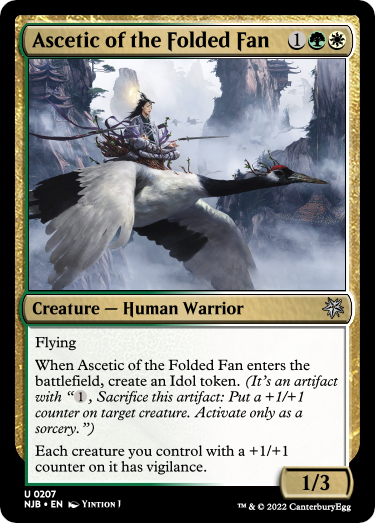 Ascetic of the Folded Fan 1
Creature — Human Warrior
Flying
When Ascetic of the Folded Fan enters the
battlefield, create an Idol token. (It's an artifact
with “1, Sacrifice this artifact: Put a +1/+1
counter on target creature. Activate only as a
sorcery.”)
Each creature you control with a +1/+1
counter on it has vigilance.
1/3
U 0207
NJB • EN Yintion J
™ & © 2022 CanterburyEgg